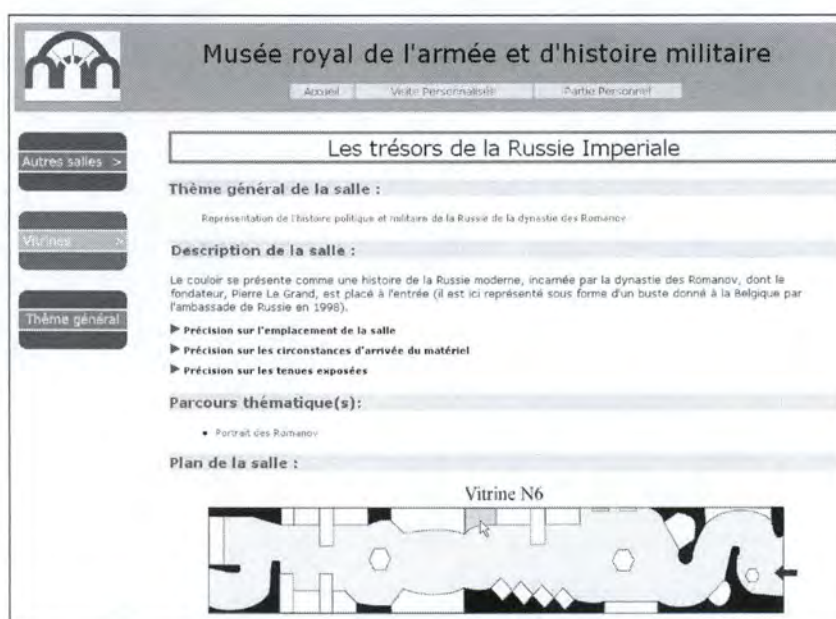 Musée royal de l'armée et d'histoire militaire
Accueil
Visite Personnalisée
Partie Personnel
Autres salles >
Vitrines >
Thème général
Les trésors de la Russie Imperiale
Thème général de la salle :
Représentation de l'histoire politique et militaire de la Russie de la dynastie des Romanov
Description de la salle :
Le couloir se présente comme une histoire de la Russie moderne, incarnée par la dynastie des Romanov, dont le
fondateur, Pierre Le Grand, est placé à l'entrée (il est ici représenté sous forme d'un buste donné à la Belgique par
l'ambassade de Russie en 1998).
Précision sur l'emplacement de la salle
Précision sur les circonstances d'arrivée du matériel
Précision sur les tenues exposées
Parcours thématique(s):
• Portrait des Romanov
Plan de la salle :
Vitrine N6